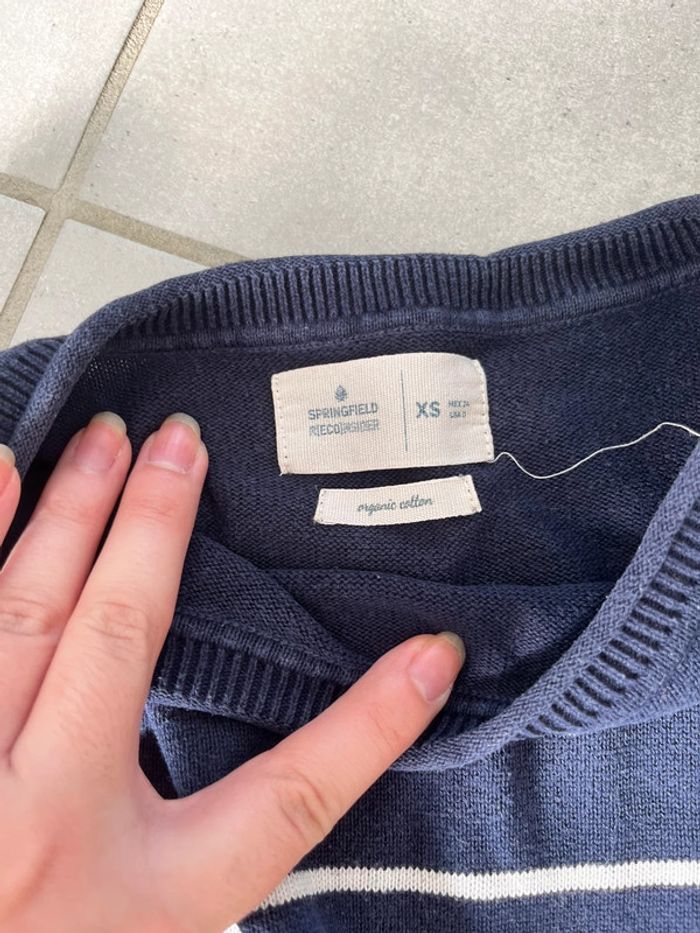 SPRINGFIELD
RECONSIDER
XS
MEX 24
USA 0
organic cotton